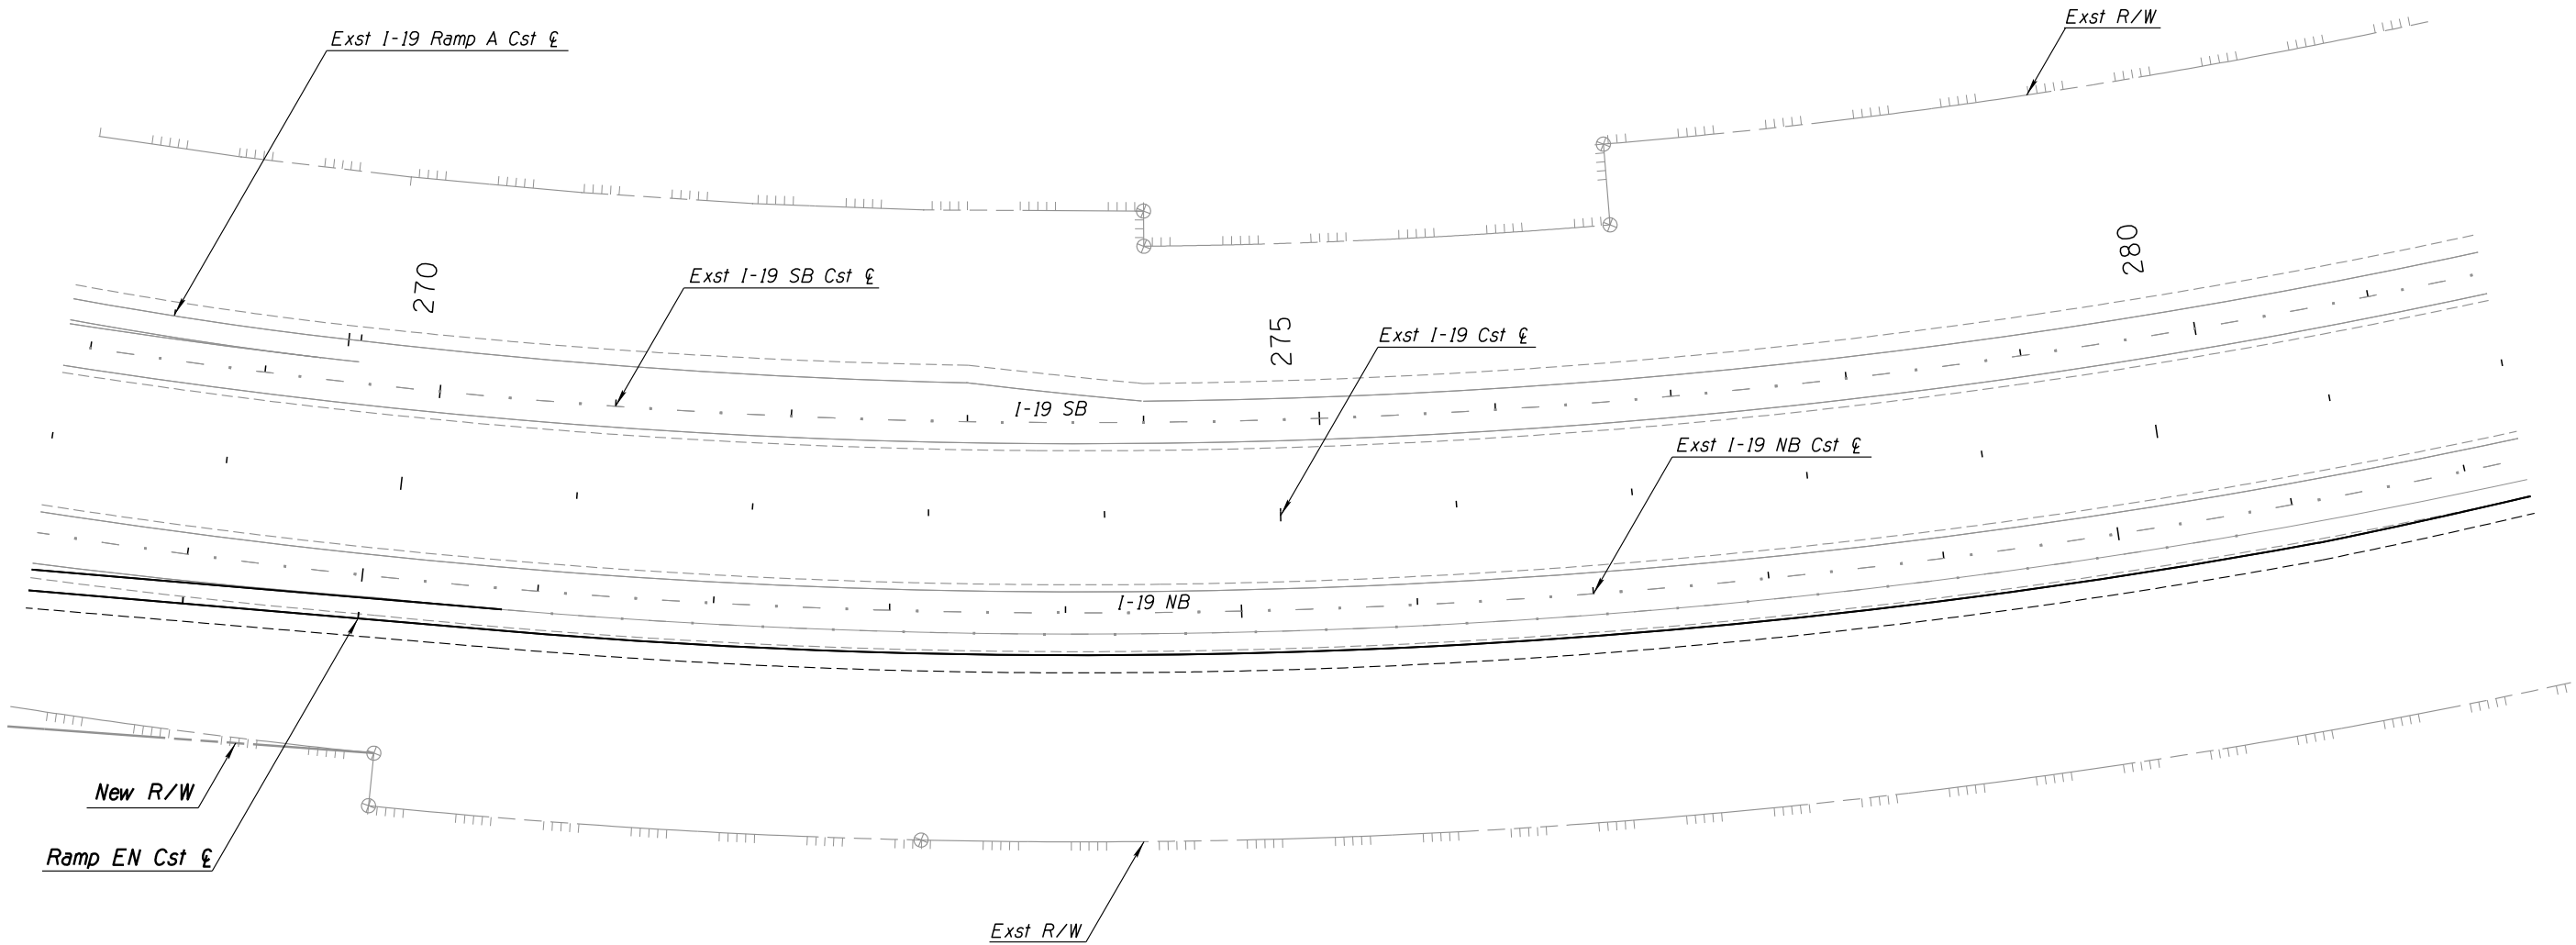 Exst R/W
Exst I-19 Ramp A Cst ℄
280
270
Exst I-19 SB Cst ℄
275
Exst I-19 Cst ℄
I-19 SB
Exst I-19 NB Cst ℄
I-19 NB
New R/W
Ramp EN Cst ℄
Exst R/W